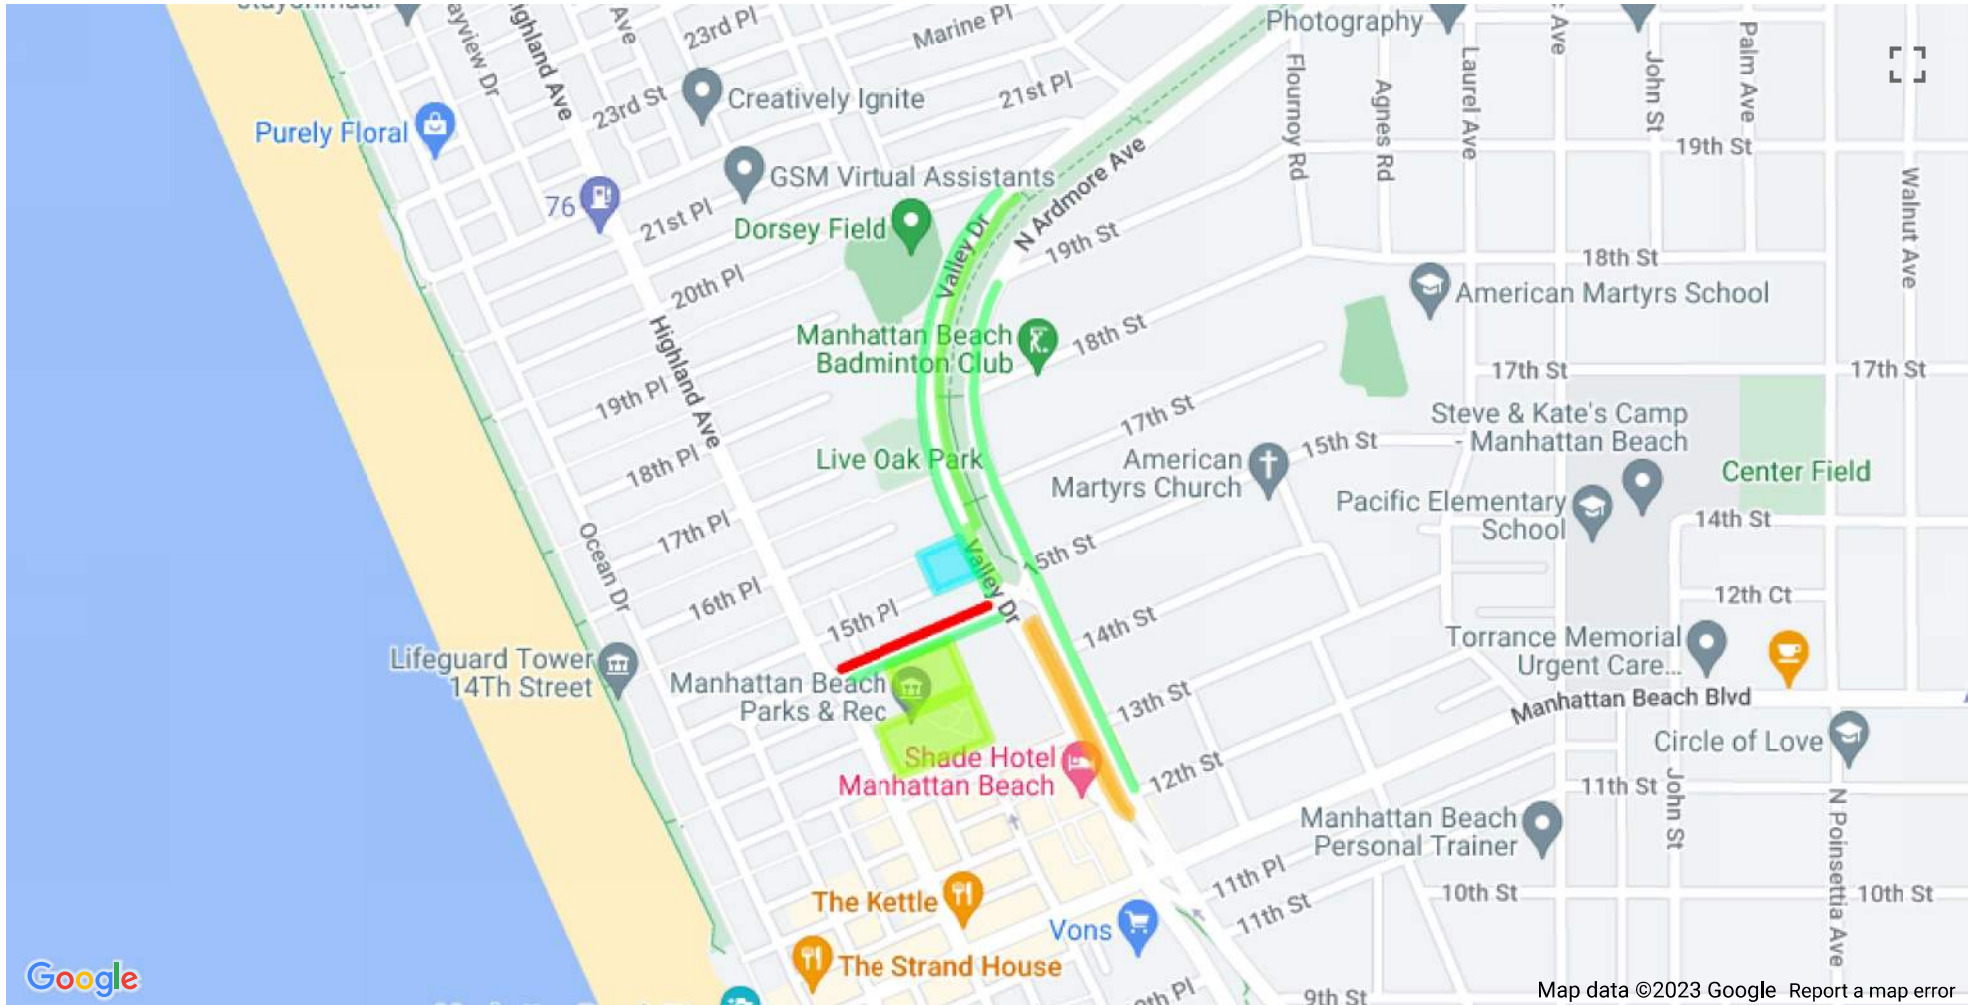 Ave
23rd Pl
Marine Pl
Photography
Highland Ave
Laurel Ave
Ave
John St
Palm Ave
Flournoy Rd
Agnes Rd
Creatively Ignite
21st Pl
23rd St
Purely Floral
19th St
GSM Virtual Assistants
N Ardmore Ave
Walnut Ave
76
21st Pl
Dorsey Field
Valley Dr
19th St
18th St
20th Pl
American Martyrs School
Manhattan Beach
Badminton Club
18th St
Highland Ave
17th St
17th St
19th Pl
17th St
Steve & Kate's Camp
- Manhattan Beach
15th St
18th Pl
Live Oak Park
American
Martyrs Church
Center Field
Pacific Elementary
School
14th St
17th Pl
Ocean Dr
15th St
Valley Dr
16th Pl
12th Ct
15th Pl
14th St
Torrance Memorial
Urgent Care...
Lifeguard Tower
14Th Street
Manhattan Beach
Parks & Rec
13th St
Manhattan Beach Blvd
Circle of Love
Shade Hotel
Manhattan Beach
12th St
11th St
John St
N Poinsettia Ave
Manhattan Beach
Personal Trainer
11th Pl
10th St
10th St
The Kettle
11th St
Vons
The Strand House
Google
9th St
Map data ©2023 Google
Report a map error